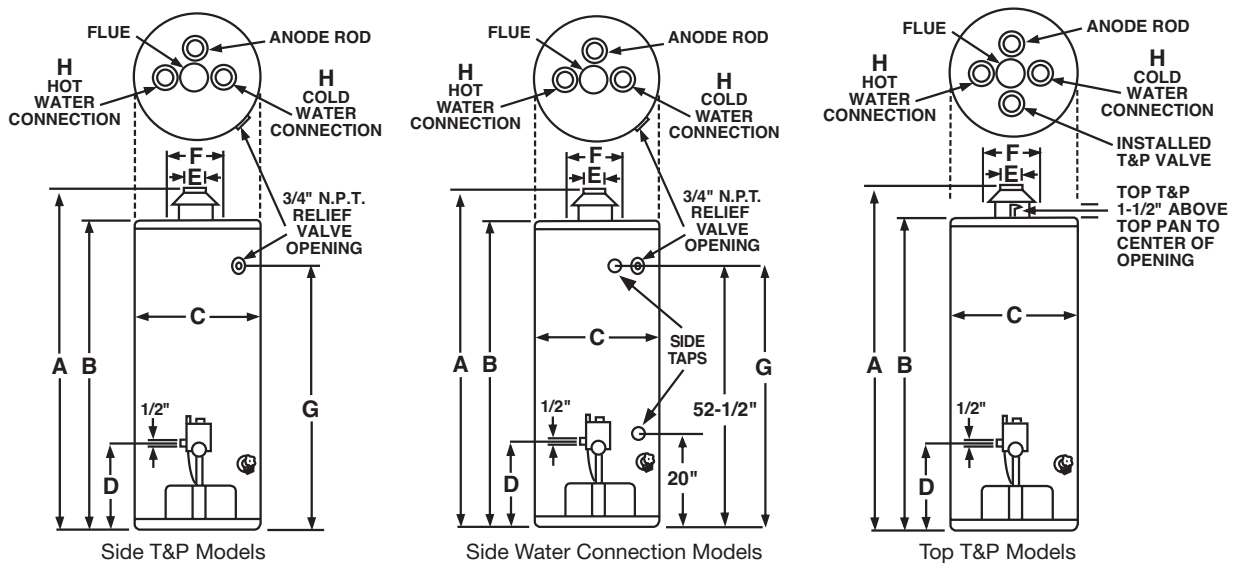 FLUE
ANODE ROD
H
HOT
WATER
CONNECTION
H
COLD
WATER
CONNECTION
F
E
3/4" N.P.T.
RELIEF
VALVE
OPENING
C
A
B
G
1/2"
D
Side T&P Models
FLUE
ANODE ROD
H
HOT
WATER
CONNECTION
H
COLD
WATER
CONNECTION
F
E
3/4" N.P.T.
RELIEF
VALVE
OPENING
C
SIDE
TAPS
A
B
G
52-1/2"
1/2"
D
20"
Side Water Connection Models
FLUE
ANODE ROD
H
HOT
WATER
CONNECTION
H
COLD
WATER
CONNECTION
INSTALLED
T&P VALVE
F
E
TOP T&P
1-1/2" ABOVE
TOP PAN TO
CENTER OF
OPENING
C
A
B
1/2"
D
Top T&P Models